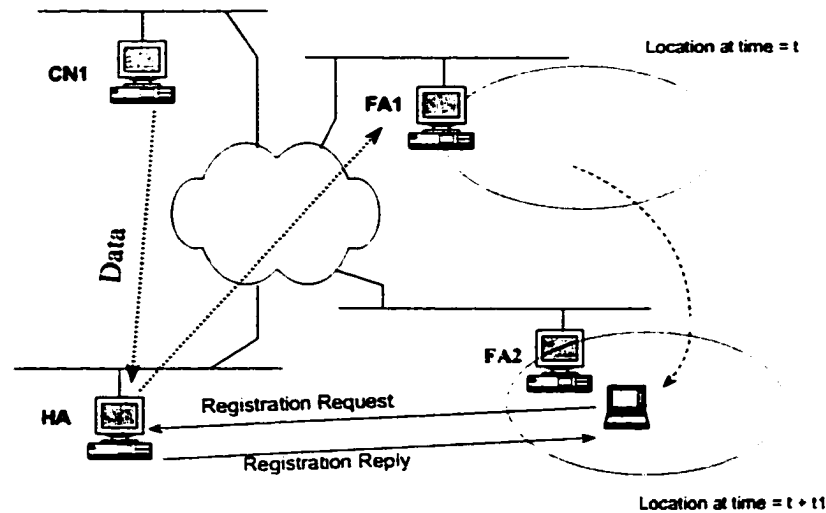 Location at time = t
CN1
FA1
Data
FA2
HA
Registration Request
Registration Reply
Location at time = t + t1